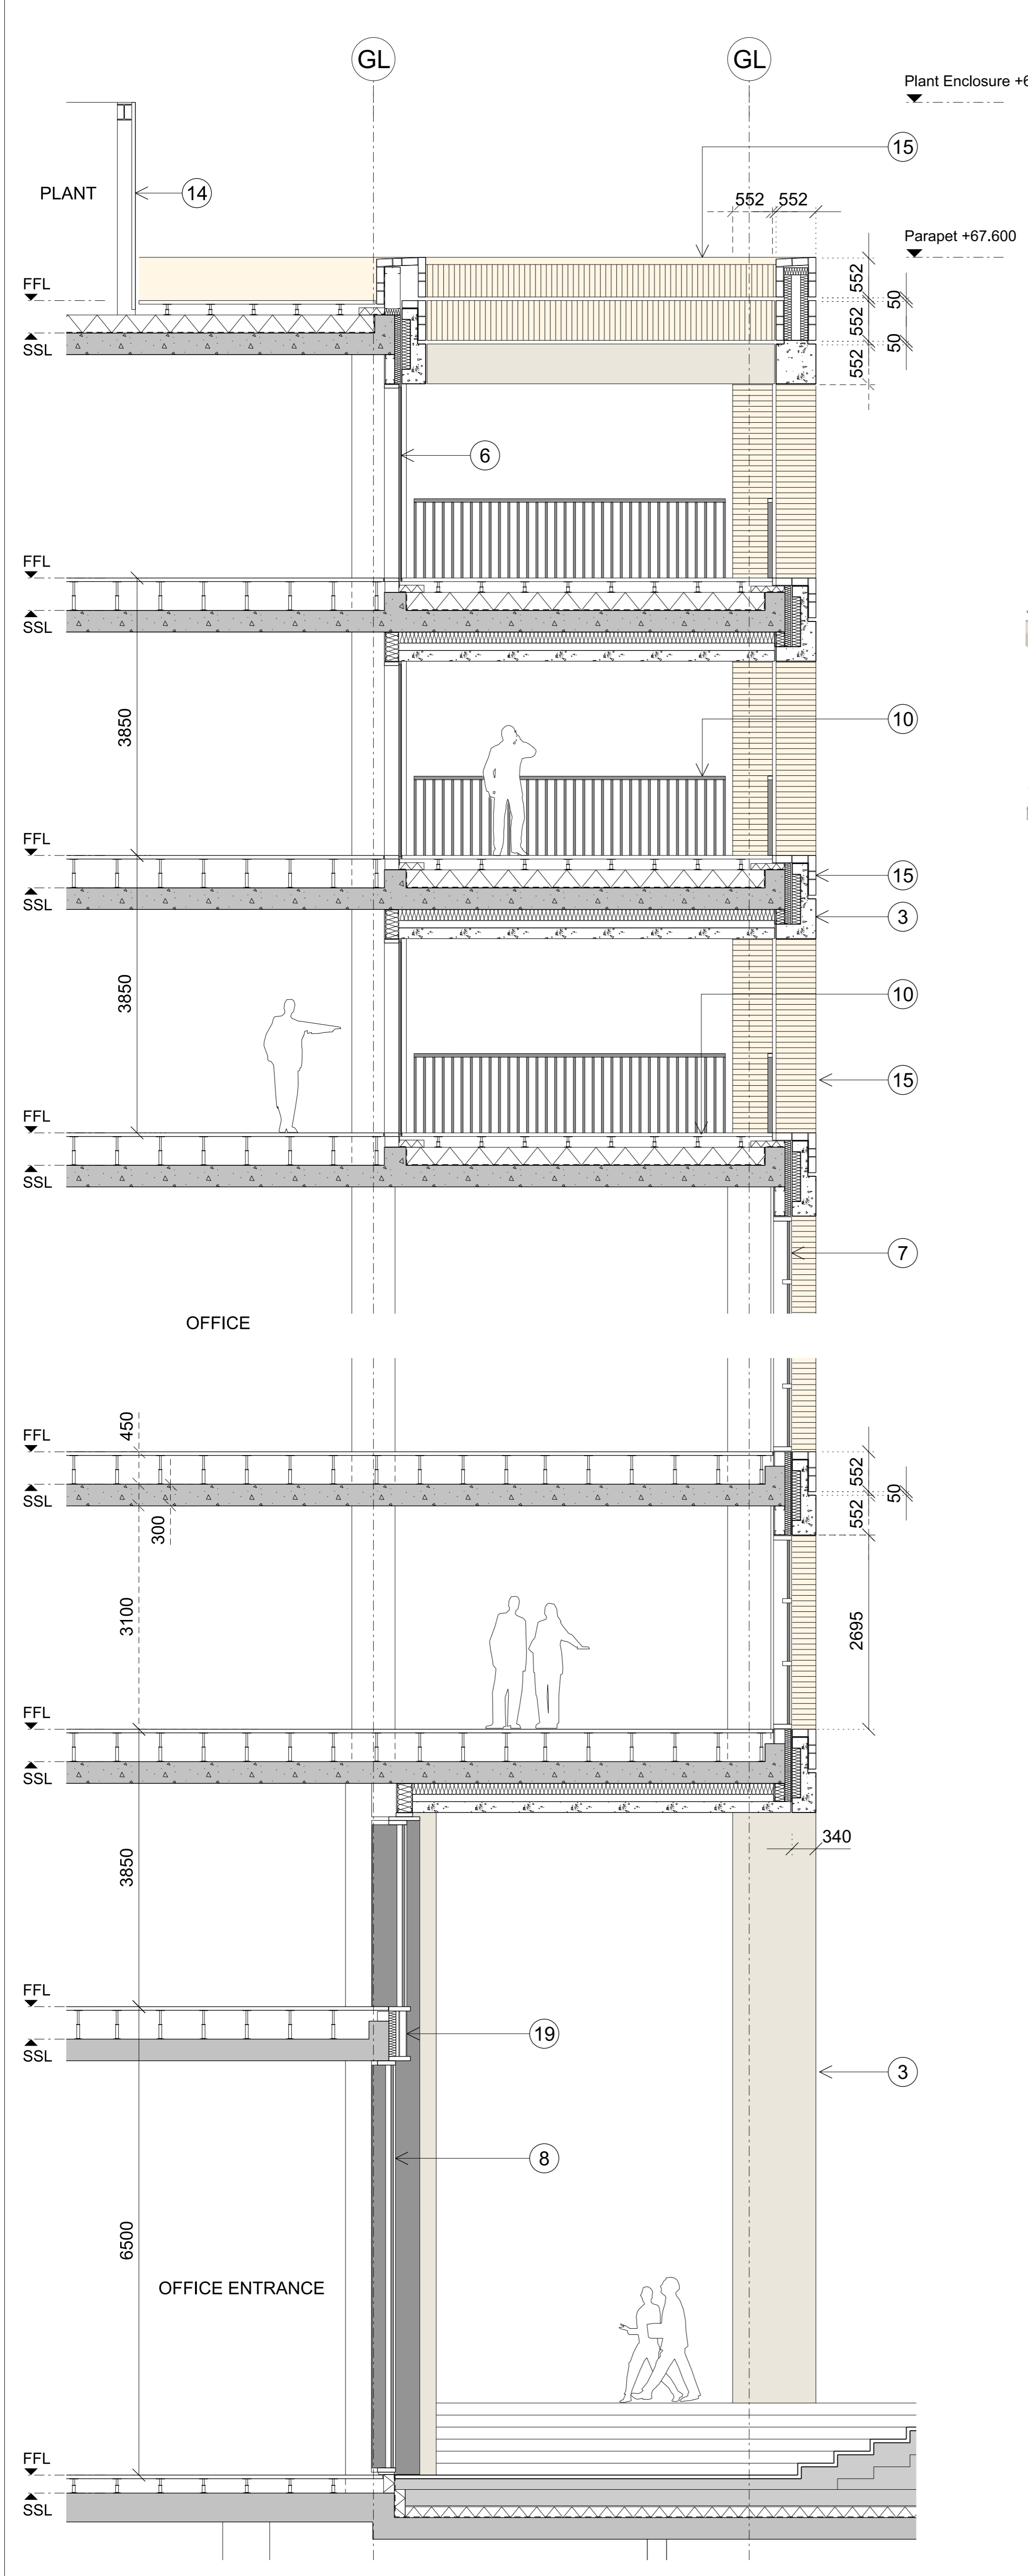 GL
GL
Plant Enclosure +6
15
PLANT
14
552
552
Parapet +67.600
552
50
552
50
552
FFL
SSL
6
FFL
SSL
3850
10
FFL
SSL
15
3
3850
10
15
FFL
SSL
7
OFFICE
450
FFL
SSL
300
552
50
552
3100
2695
FFL
SSL
340
3850
FFL
SSL
19
3
8
6500
OFFICE ENTRANCE
FFL
SSL